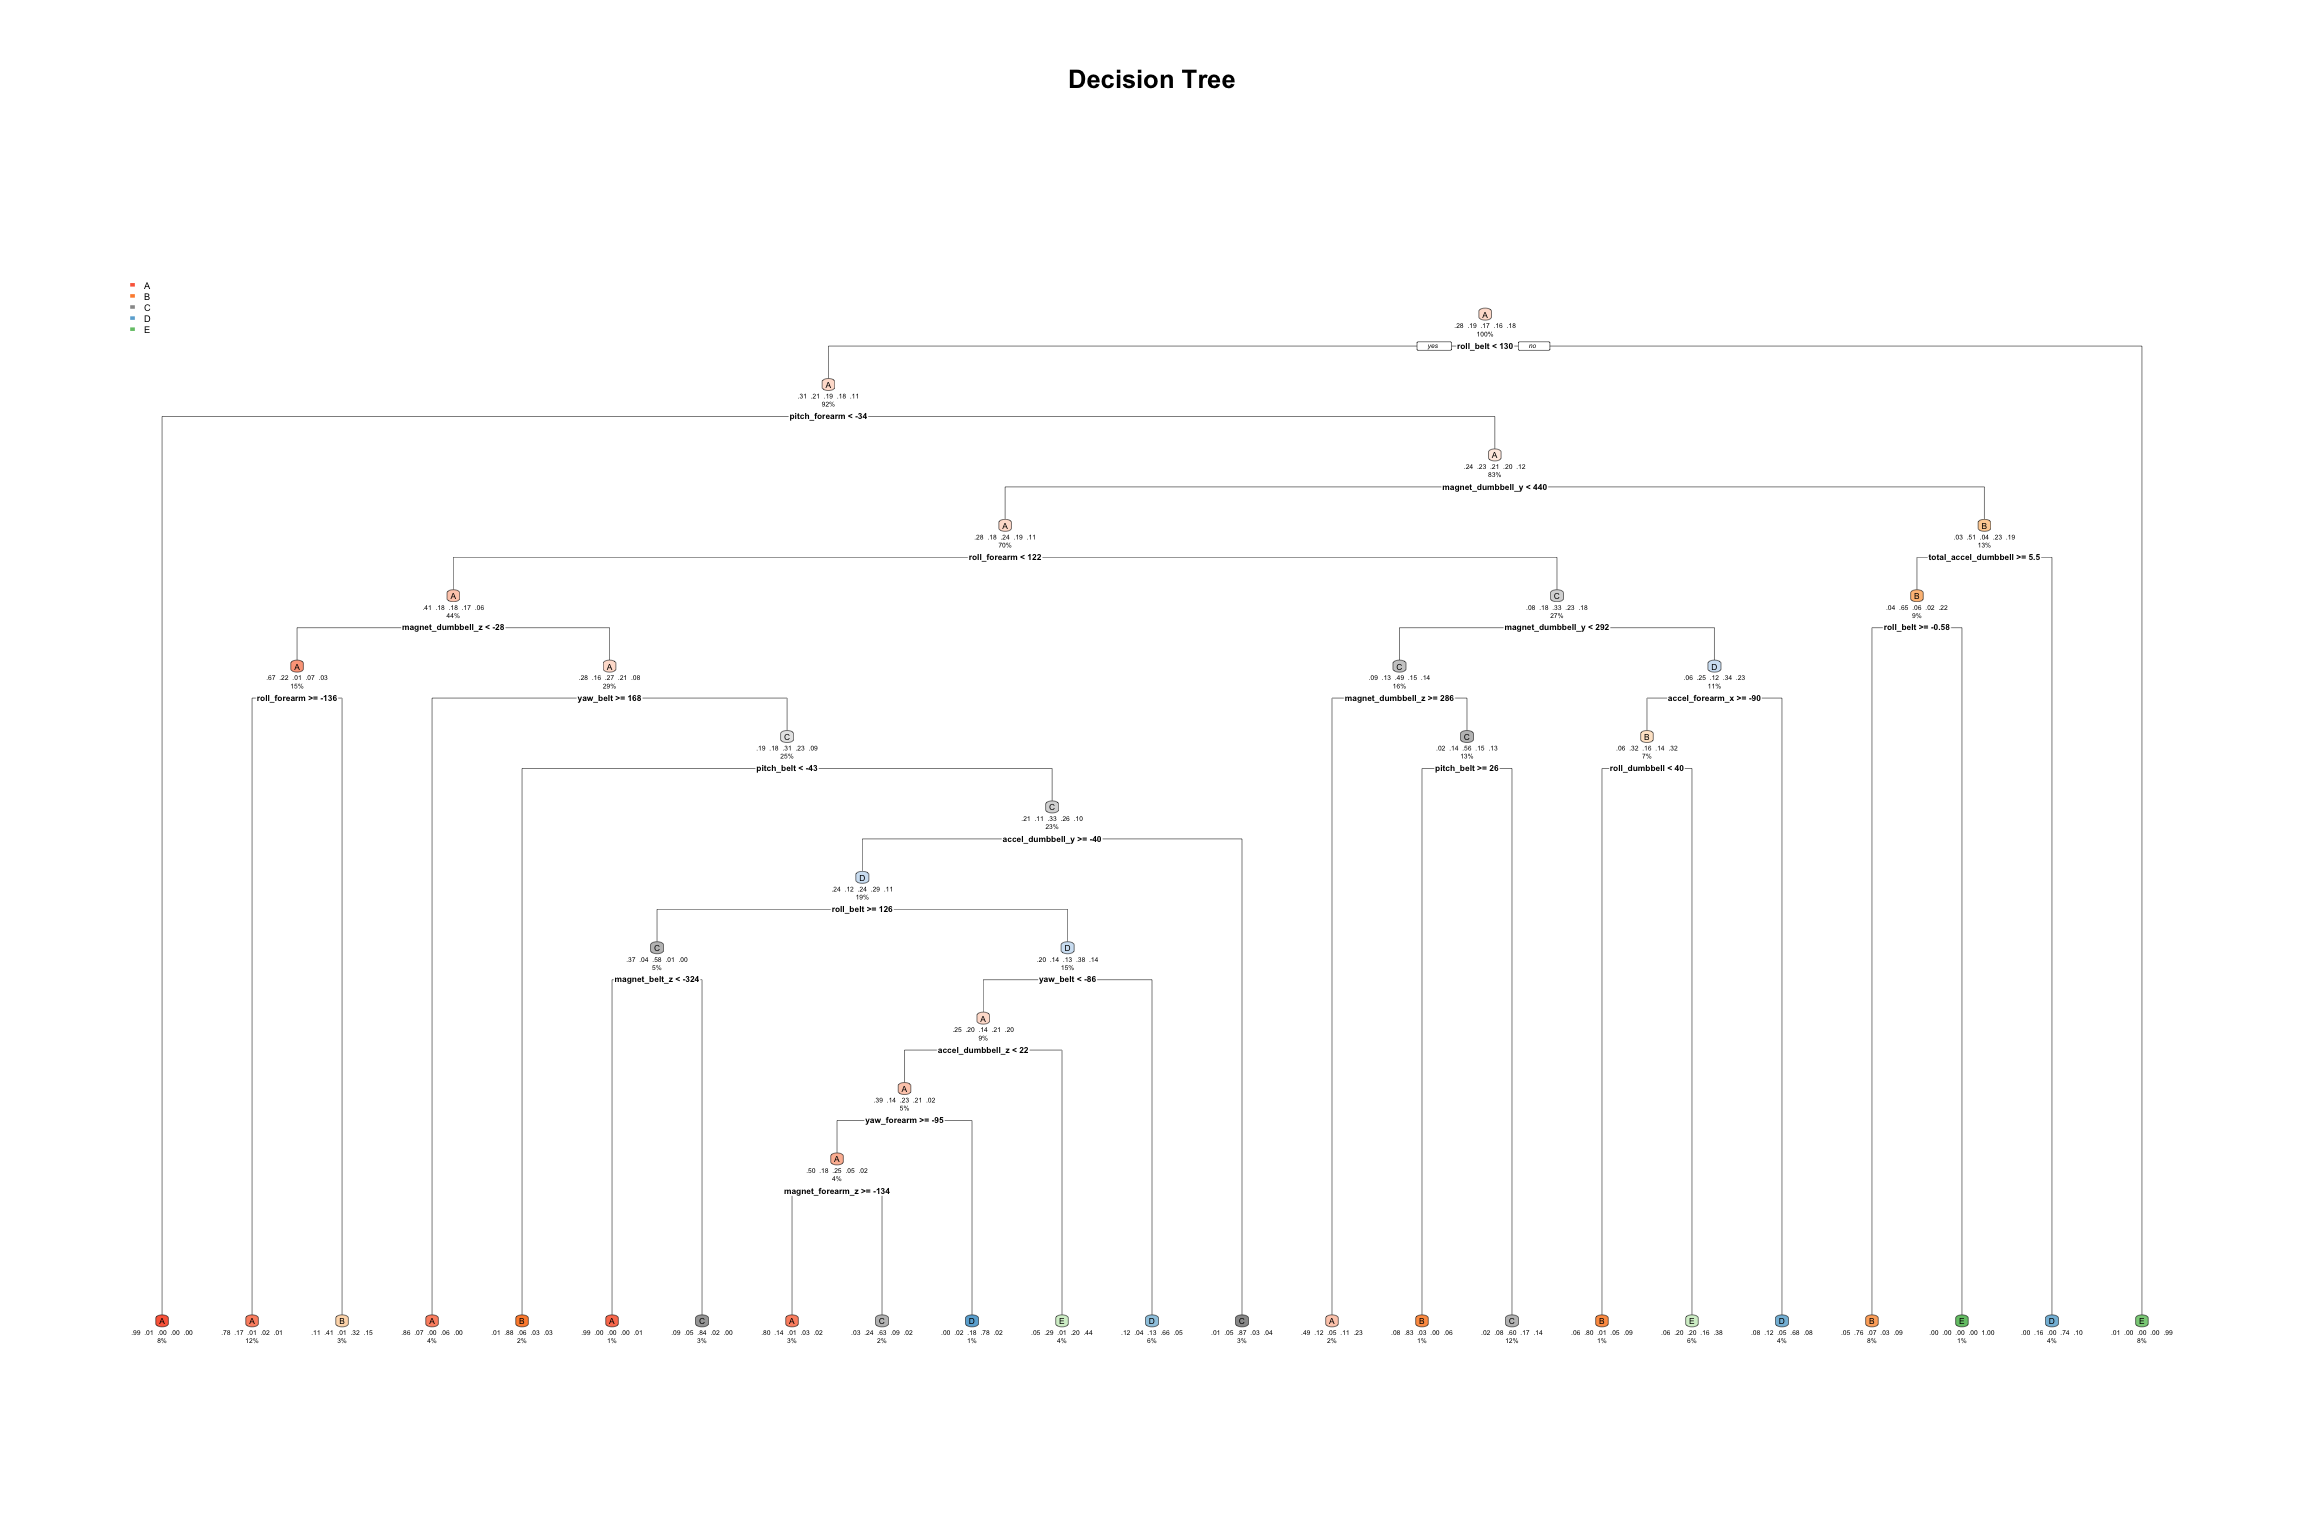 Decision Tree
A
B
C
D
E
A
.28 .19 .17 .16 .18
100%
yes roll_belt < 130 no
A
.31 .21 .19 .18 .11
92%
pitch_forearm < -34
A
.24 .23 .21 .20 .12
83%
magnet_dumbbell_y < 440
A B
.28 .18 .24 .19 .11 .03 .51 .04 .23 .19
70% 13%
roll_forearm < 122 total_accel_dumbbell >= 5.5
A C B
.41 .18 .18 .17 .06 .08 .18 .33 .23 .18 .04 .65 .06 .02 .22
44% 27% 9%
magnet_dumbbell_z < -28 magnet_dumbbell_y < 292 roll_belt >= -0.58
A A C D
.67 .22 .01 .07 .03 .28 .16 .27 .21 .08 .09 .13 .49 .15 .14 .06 .25 .12 .34 .23
15% 29% 16% 11%
roll_forearm >= -136 yaw_belt >= 168 magnet_dumbbell_z >= 286 accel_forearm_x >= -90
C C B
.19 .18 .31 .23 .09 .02 .14 .56 .15 .13 .06 .32 .16 .14 .32
25% 13% 7%
pitch_belt < -43 pitch_belt >= 26 roll_dumbbell < 40
C
.21 .11 .33 .26 .10
23%
accel_dumbbell_y >= -40
D
.24 .12 .24 .29 .11
19%
roll_belt >= 126
C D
.37 .04 .58 .01 .00 .20 .14 .13 .38 .14
5% 15%
magnet_belt_z < -324 yaw_belt < -86
A
.25 .20 .14 .21 .20
9%
accel_dumbbell_z < 22
A
.39 .14 .23 .21 .02
5%
yaw_forearm >= -95
A
.50 .18 .25 .05 .02
4%
magnet_forearm_z >= -134
A A B A B A C A C D E D C A B C B E D B E D E
.99 .01 .00 .00 .00 .78 .17 .01 .02 .01 .11 .41 .01 .32 .15 .86 .07 .00 .06 .00 .01 .88 .06 .03 .03 .99 .00 .00 .00 .01 .09 .05 .84 .02 .00 .80 .14 .01 .03 .02 .03 .24 .63 .09 .02 .00 .02 .18 .78 .02 .05 .29 .01 .20 .44 .12 .04 .13 .66 .05 .01 .05 .87 .03 .04 .49 .12 .05 .11 .23 .08 .83 .03 .00 .06 .02 .08 .60 .17 .14 .06 .80 .01 .05 .09 .06 .20 .20 .16 .38 .08 .12 .05 .68 .08 .05 .76 .07 .03 .09 .00 .00 .00 .00 1.00 .00 .16 .00 .74 .10 .01 .00 .00 .00 .99
8% 12% 3% 4% 2% 1% 3% 3% 2% 1% 4% 6% 3% 2% 1% 12% 1% 6% 4% 8% 1% 4% 8%